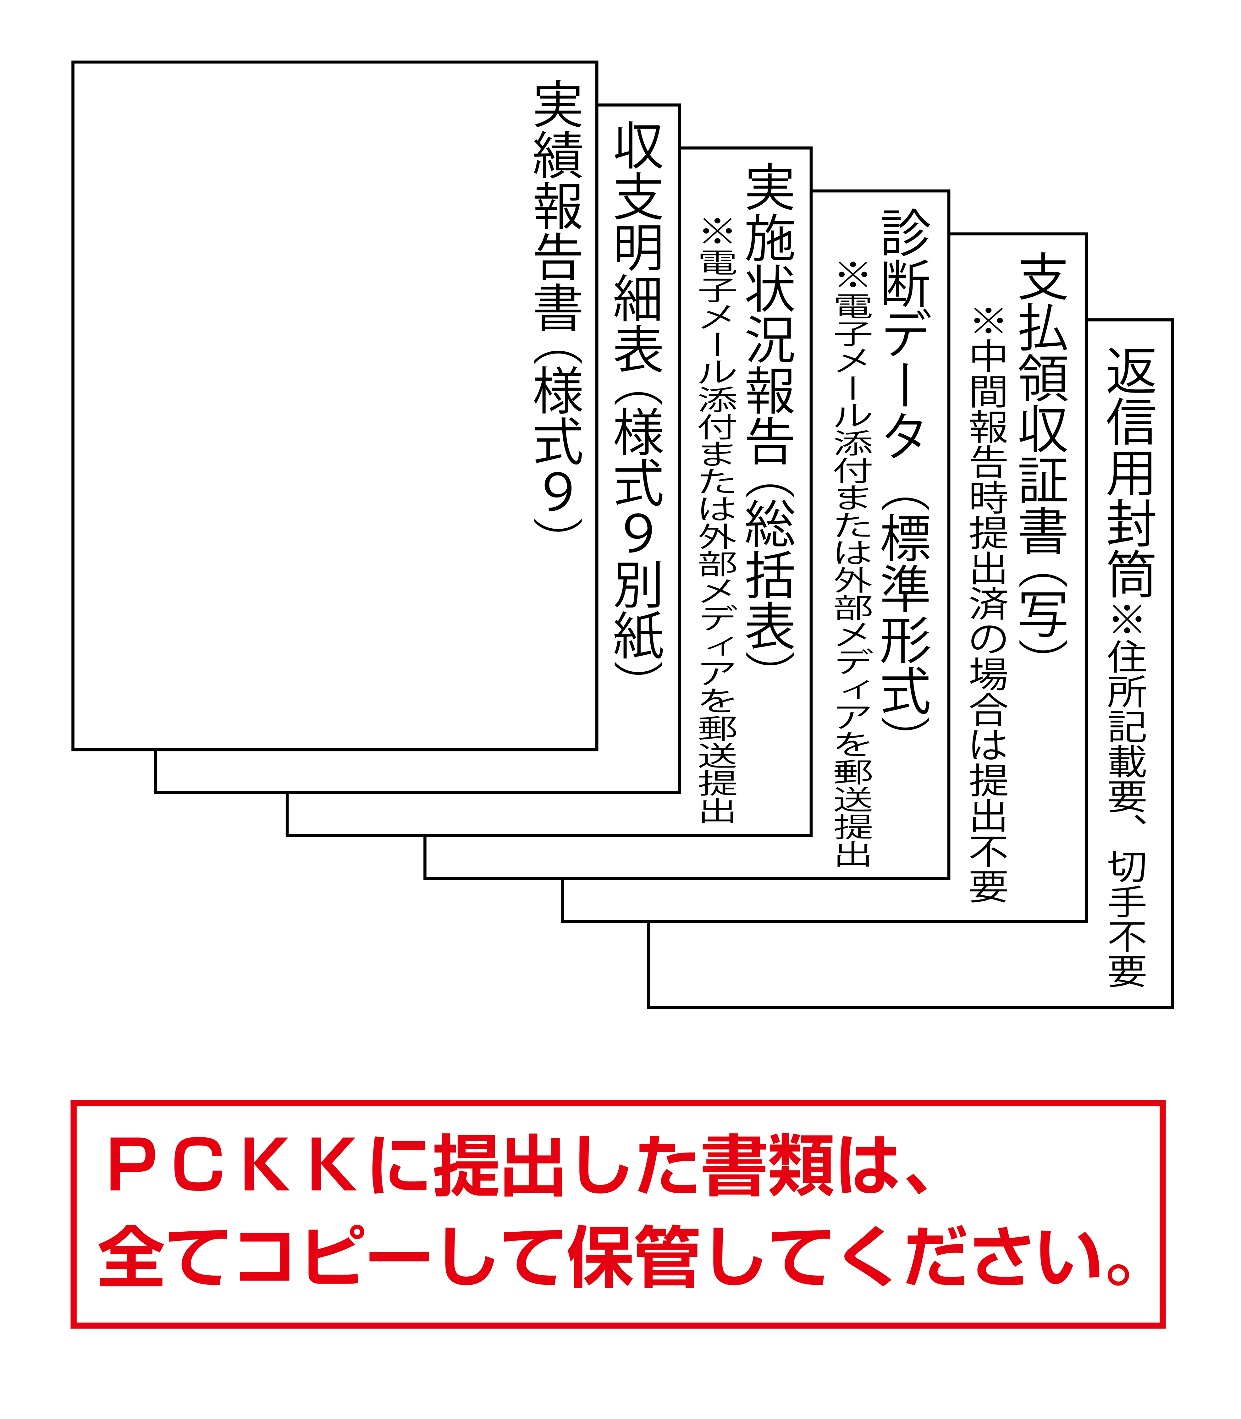 実績報告書（様式９）
収支明細表（様式９別紙）
実施状況報告（総括表）
※電子メール添付または外部メディアを郵送提出
診断データ（標準形式）
※電子メール添付または外部メディアを郵送提出
支払領収証書（写）
※中間報告時提出済の場合は提出不要
返信用封筒※住所記載要、切手不要
ＰＣＫＫに提出した書類は、
全てコピーして保管してください。